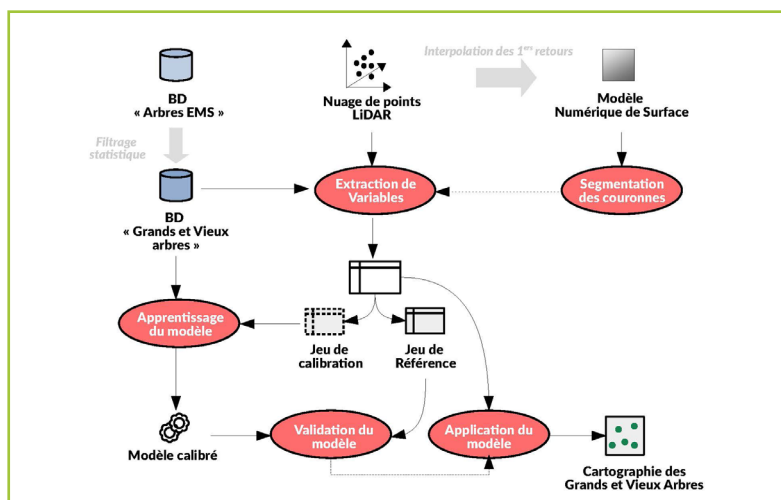 Interpolation des 1ers retours
BD
« Arbres EMS »
Nuage de points
LiDAR
Modèle
Numérique de Surface
Filtrage
statistique
Extraction de
Variables
Segmentation
des couronnes
BD
« Grands et Vieux
arbres »
Apprentissage
du modèle
Jeu de
calibration
Jeu de
Référence
Modèle calibré
Validation du
modèle
Application du
modèle
Cartographie des
Grands et Vieux Arbres